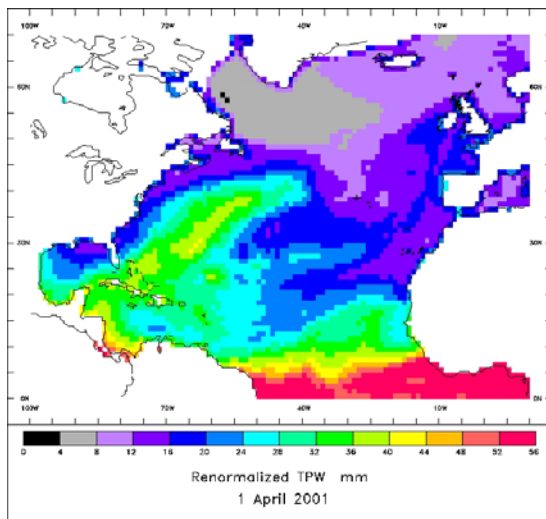 100W 70W 40W 10W
60N 60N
30N 30N
0N 0N
100W 70W 40W 10W
0 4 8 12 16 20 24 28 32 36 40 44 48 52 56
Renormalized TPW mm
1 April 2001